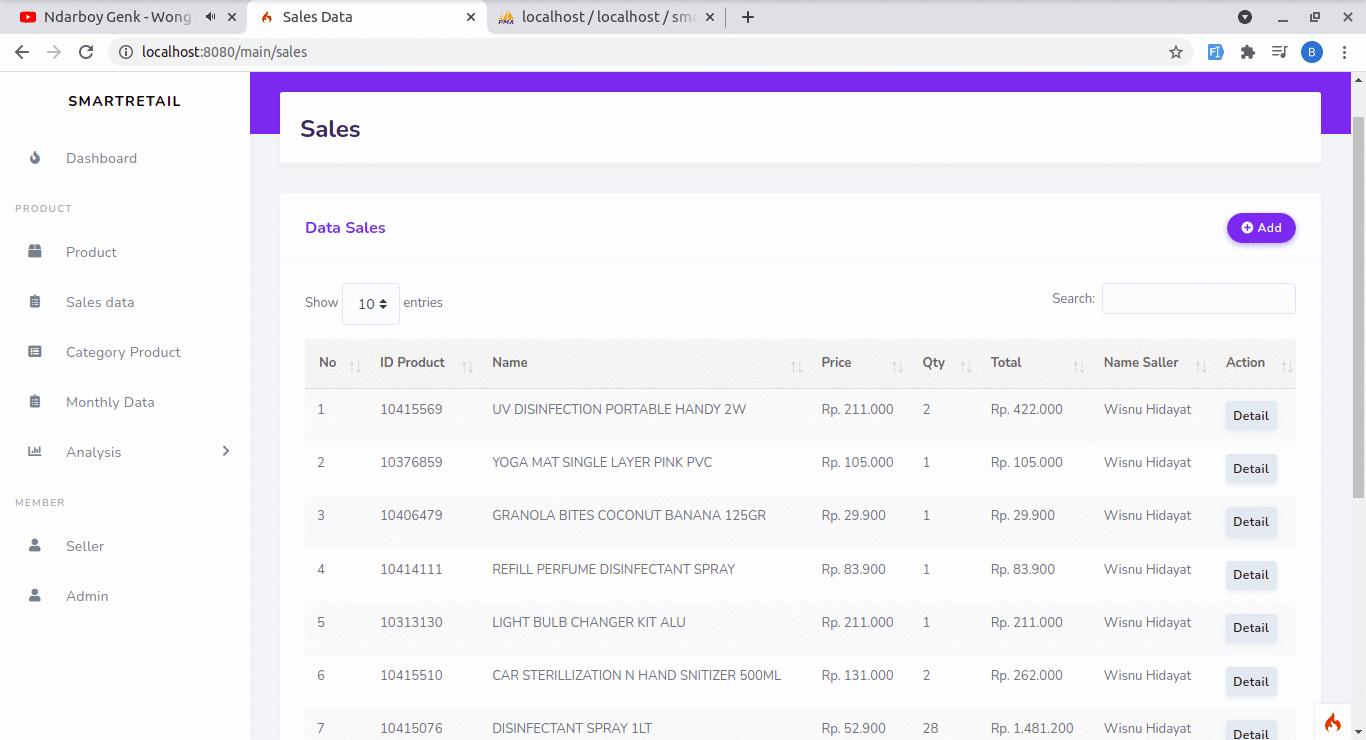 Ndarboy Genk - Wong
Sales Data
localhost / localhost / sma
localhost:8080/main/sales
B
SMARTRETAIL
Dashboard
PRODUCT
Product
Sales data
Category Product
Monthly Data
Analysis
MEMBER
Seller
Admin
Sales
Data Sales
Add
Show 10 entries
Search:
No ID Product Name Price Qty Total Name Saller Action
1 10415569 UV DISINFECTION PORTABLE HANDY 2W Rp. 211.000 2 Rp. 422.000 Wisnu Hidayat Detail
2 10376859 YOGA MAT SINGLE LAYER PINK PVC Rp. 105.000 1 Rp. 105.000 Wisnu Hidayat Detail
3 10406479 GRANOLA BITES COCONUT BANANA 125GR Rp. 29.900 1 Rp. 29.900 Wisnu Hidayat Detail
4 10414111 REFILL PERFUME DISINFECTANT SPRAY Rp. 83.900 1 Rp. 83.900 Wisnu Hidayat Detail
5 10313130 LIGHT BULB CHANGER KIT ALU Rp. 211.000 1 Rp. 211.000 Wisnu Hidayat Detail
6 10415510 CAR STERILLIZATION N HAND SNITIZER 500ML Rp. 131.000 2 Rp. 262.000 Wisnu Hidayat Detail
7 10415076 DISINFECTANT SPRAY 1LT Rp. 52.900 28 Rp. 1.481.200 Wisnu Hidayat Detail